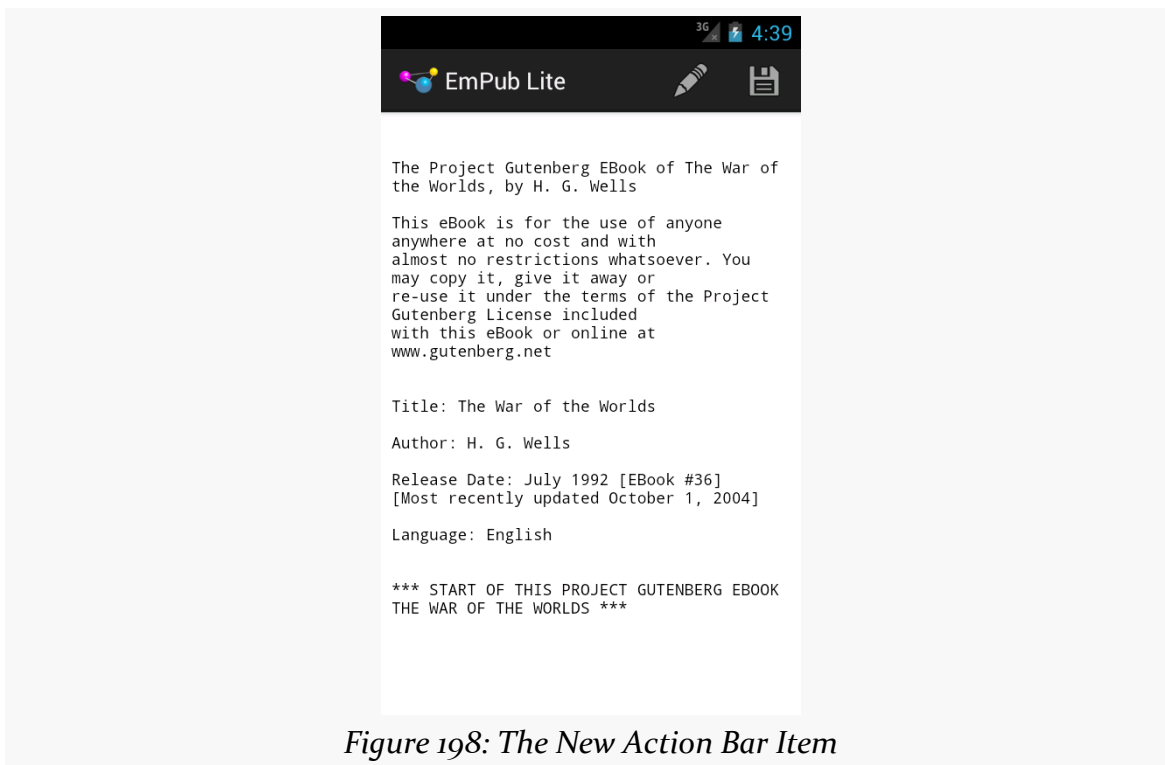 3G 4:39
EmPub Lite
The Project Gutenberg EBook of The War of
the Worlds, by H. G. Wells
This eBook is for the use of anyone
anywhere at no cost and with
almost no restrictions whatsoever. You
may copy it, give it away or
re-use it under the terms of the Project
Gutenberg License included
with this eBook or online at
www.gutenberg.net
Title: The War of the Worlds
Author: H. G. Wells
Release Date: July 1992 [EBook #36]
[Most recently updated October 1, 2004]
Language: English
*** START OF THIS PROJECT GUTENBERG EBOOK
THE WAR OF THE WORLDS ***
Figure 198: The New Action Bar Item